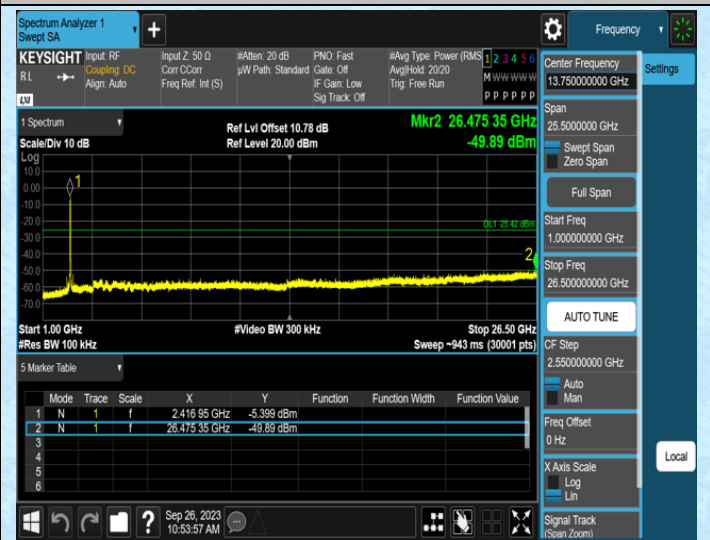 Spectrum Analyzer 1
Swept SA
+
Frequency
KEYSIGHT Input: RF Input Z: 50 Ω #Atten: 20 dB PNO: Fast #Avg Type: Power (RMS 1 2 3 4 5 6
RL Coupling: DC Corr CCorr µW Path: Standard Gate: Off Avg|Hold: 20/20 M W W W W W
Align: Auto Freq Ref: Int (S) IF Gain: Low Trig: Free Run
LXI Sig Track: Off P P P P P P
1 Spectrum
Ref Lvl Offset 10.78 dB Mkr2 26.475 35 GHz
Scale/Div 10 dB Ref Level 20.00 dBm -49.89 dBm
Log
10.0
0.00
1
-10.0
-20.0
DL1 -25.42 dBm
-30.0
-40.0
2
-50.0
-60.0
-70.0
Start 1.00 GHz #Video BW 300 kHz Stop 26.50 GHz
#Res BW 100 kHz Sweep ~943 ms (30001 pts)
5 Marker Table
Mode Trace Scale X Y Function Function Width Function Value
1 N 1 f 2.416 95 GHz -5.399 dBm
2 N 1 f 26.475 35 GHz -49.89 dBm
3
4
5
6
? Sep 26, 2023
10:53:57 AM
Center Frequency
13.750000000 GHz
Settings
Span
25.5000000 GHz
Swept Span
Zero Span
Full Span
Start Freq
1.000000000 GHz
Stop Freq
26.500000000 GHz
AUTO TUNE
CF Step
2.550000000 GHz
Auto
Man
Freq Offset
0 Hz
Local
X Axis Scale
Log
Lin
Signal Track
(Span Zoom)